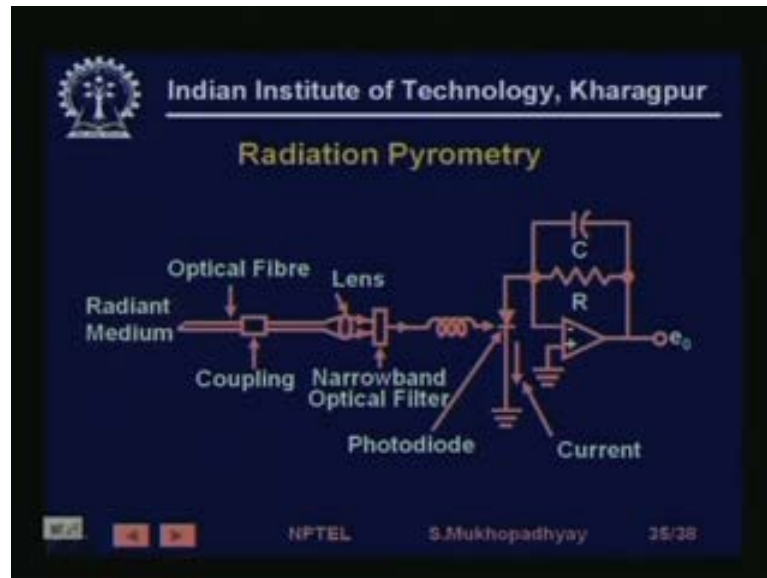 Indian Institute of Technology, Kharagpur
Radiation Pyrometry
Optical Fibre
Lens
Radiant
Medium
Coupling
Narrowband
Optical Filter
Photodiode
Current
C
R
-
+
e₀
NPTEL
S.Mukhopadhyay
35/38